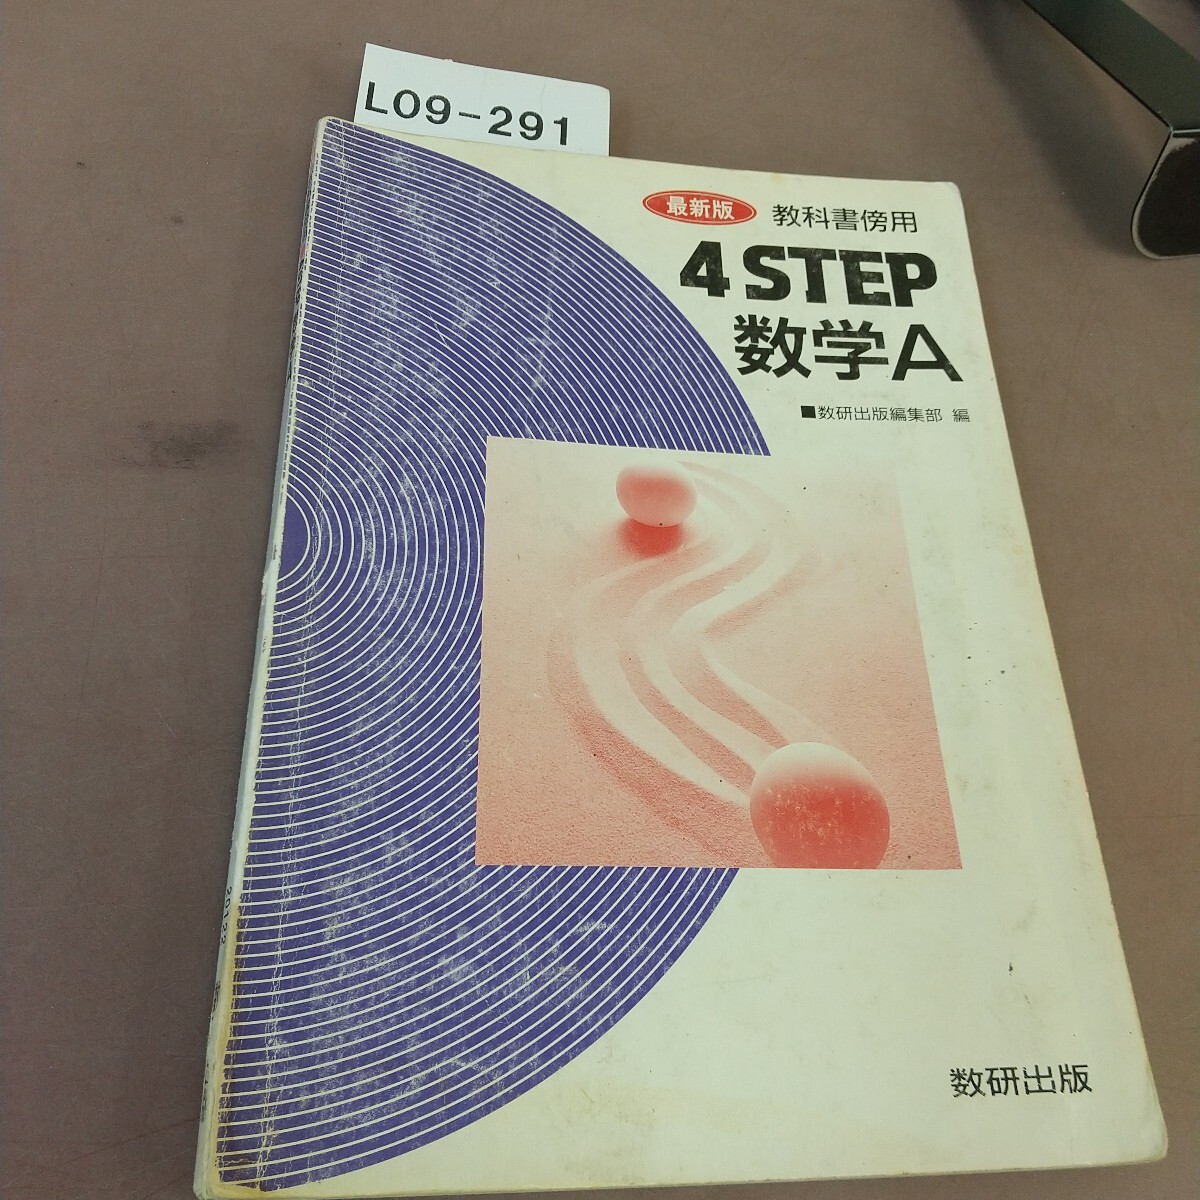 L09-291
最新版 教科書傍用
4STEP
数学A
■数研出版編集部 編
数研出版